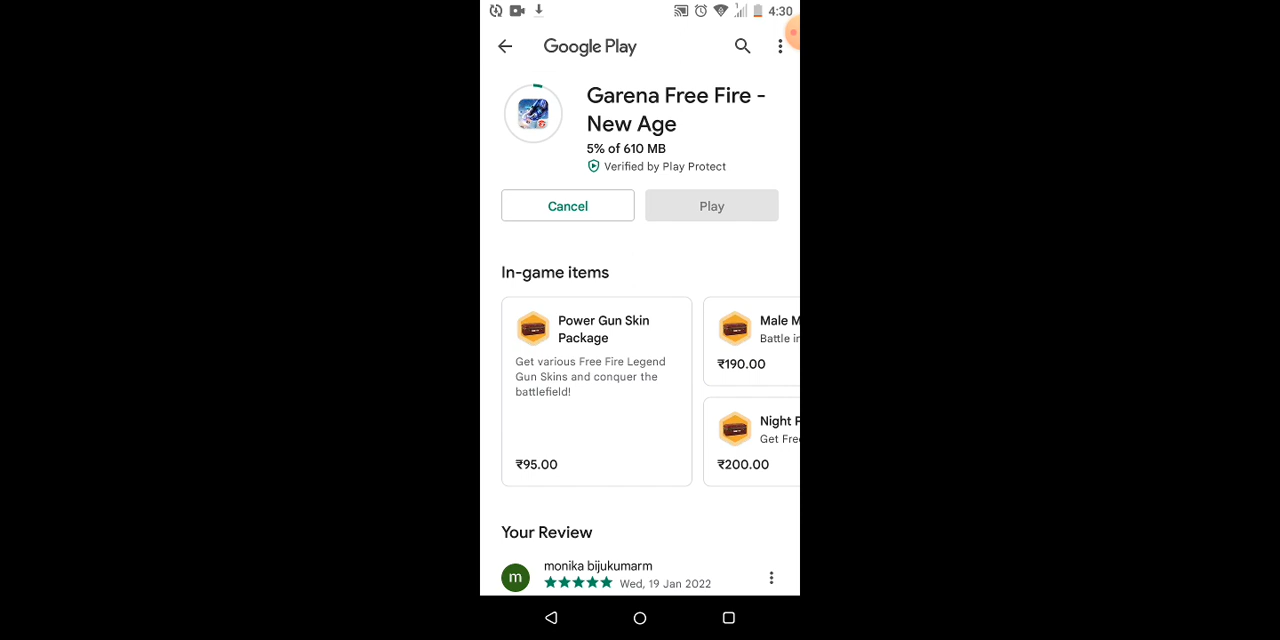 4:30
Google Play
Garena Free Fire -
New Age
5% of 610 MB
Verified by Play Protect
Cancel
Play
In-game items
Power Gun Skin
Package
Get various Free Fire Legend
Gun Skins and conquer the
battlefield!
₹95.00
Male M
Battle in
₹190.00
Night F
Get Free
₹200.00
Your Review
m
monika bijukumarm
Wed, 19 Jan 2022